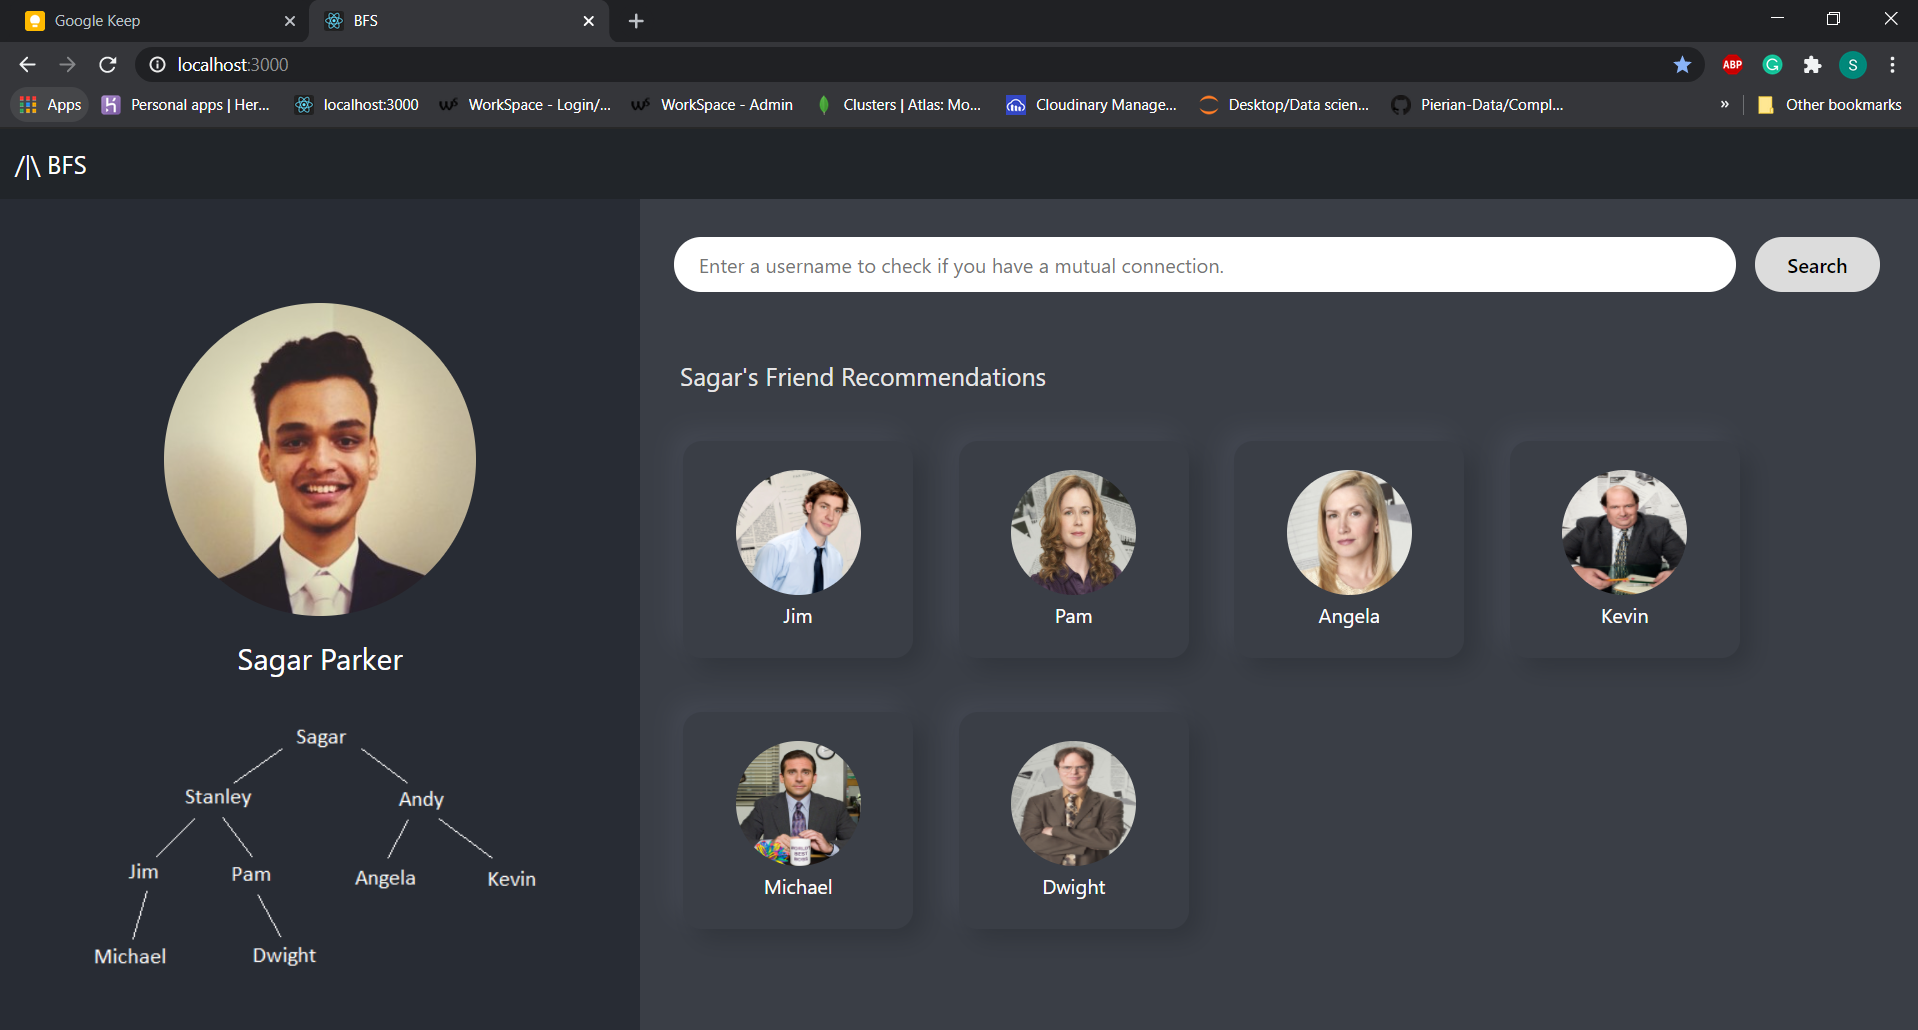 Google Keep
BFS
localhost:3000
ABP
S
Apps
Personal apps | Her...
localhost:3000
WorkSpace - Login/...
WorkSpace - Admin
Clusters | Atlas: Mo...
Cloudinary Manage...
Desktop/Data scien...
Pierian-Data/Compl...
»
Other bookmarks
/|\ BFS
Enter a username to check if you have a mutual connection.
Search
Sagar's Friend Recommendations
Jim
Pam
Angela
Kevin
Michael
Dwight
Sagar Parker
Sagar
Stanley
Andy
Jim
Pam
Angela
Kevin
Michael
Dwight